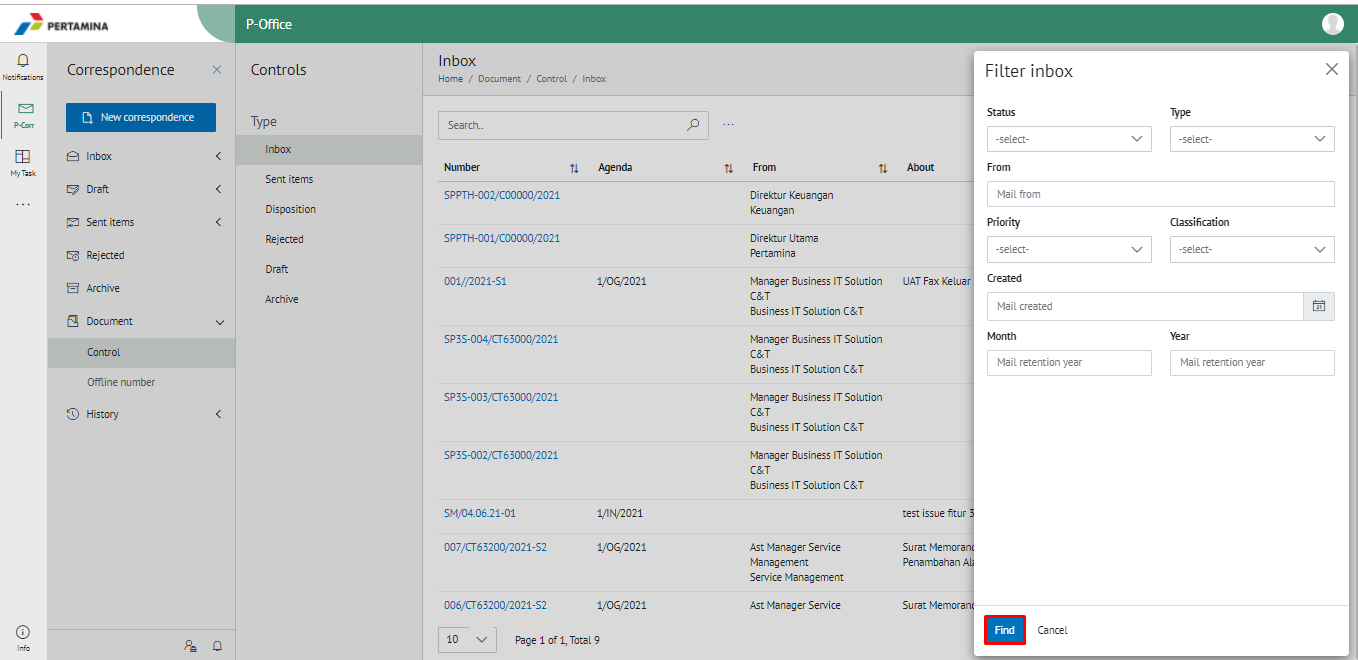 PERTAMINA
P-Office
Notifications
P-Corr
My Task
Info
Correspondence
New correspondence
Inbox
Draft
Sent items
Rejected
Archive
Document
Control
Offline number
History
Controls
Type
Inbox
Sent items
Disposition
Rejected
Draft
Archive
Inbox
Home / Document / Control / Inbox
Search..
Number Agenda From About
SPPTH-002/C00000/2021 Direktur Keuangan
Keuangan
SPPTH-001/C00000/2021 Direktur Utama
Pertamina
001//2021-S1 1/OG/2021 Manager Business IT Solution UAT Fax Keluar
C&T
Business IT Solution C&T
SP3S-004/CT63000/2021 Manager Business IT Solution
C&T
Business IT Solution C&T
SP3S-003/CT63000/2021 Manager Business IT Solution
C&T
Business IT Solution C&T
SP3S-002/CT63000/2021 Manager Business IT Solution
C&T
Business IT Solution C&T
SM/04.06.21-01 1/IN/2021 test issue fitur 3
007/CT63200/2021-S2 1/OG/2021 Ast Manager Service Surat Memorand
Management Penambahan Ala
Service Management
006/CT63200/2021-S2 1/OG/2021 Ast Manager Service Surat Memorand
10 Page 1 of 1, Total 9
Filter inbox
Status Type
-select- -select-
From
Mail from
Priority Classification
-select- -select-
Created
Mail created 21
Month Year
Mail retention year Mail retention year
Find Cancel